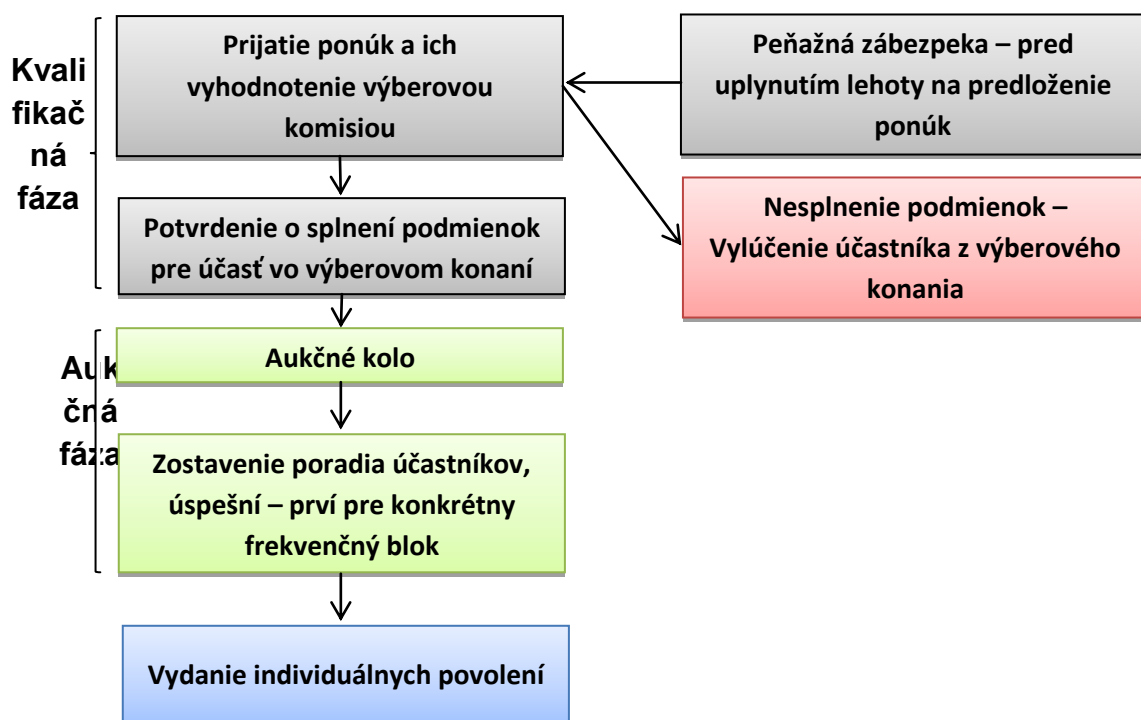 Kvali
fikač
ná
fáza
Prijatie ponúk a ich
vyhodnotenie výberovou
komisiou
Peňažná zábezpeka – pred
uplynutím lehoty na predloženie
ponúk
Potvrdenie o splnení podmienok
pre účasť vo výberovom konaní
Nesplnenie podmienok –
Vylúčenie účastníka z výberového
konania
Auk
čná
fáza
Aukčné kolo
Zostavenie poradia účastníkov,
úspešní – prví pre konkrétny
frekvenčný blok
Vydanie individuálnych povolení